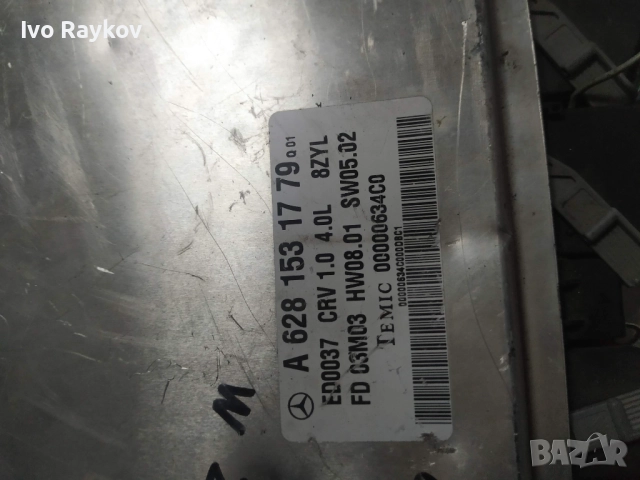 Ivo Raykov
A 628 153 17 79 Q01
ED0037 CRV 1.0 4.0L 8ZYL
FD 03M03 HW08.01 SW05.02
TEMIC 00000634C0
M
BAZAR